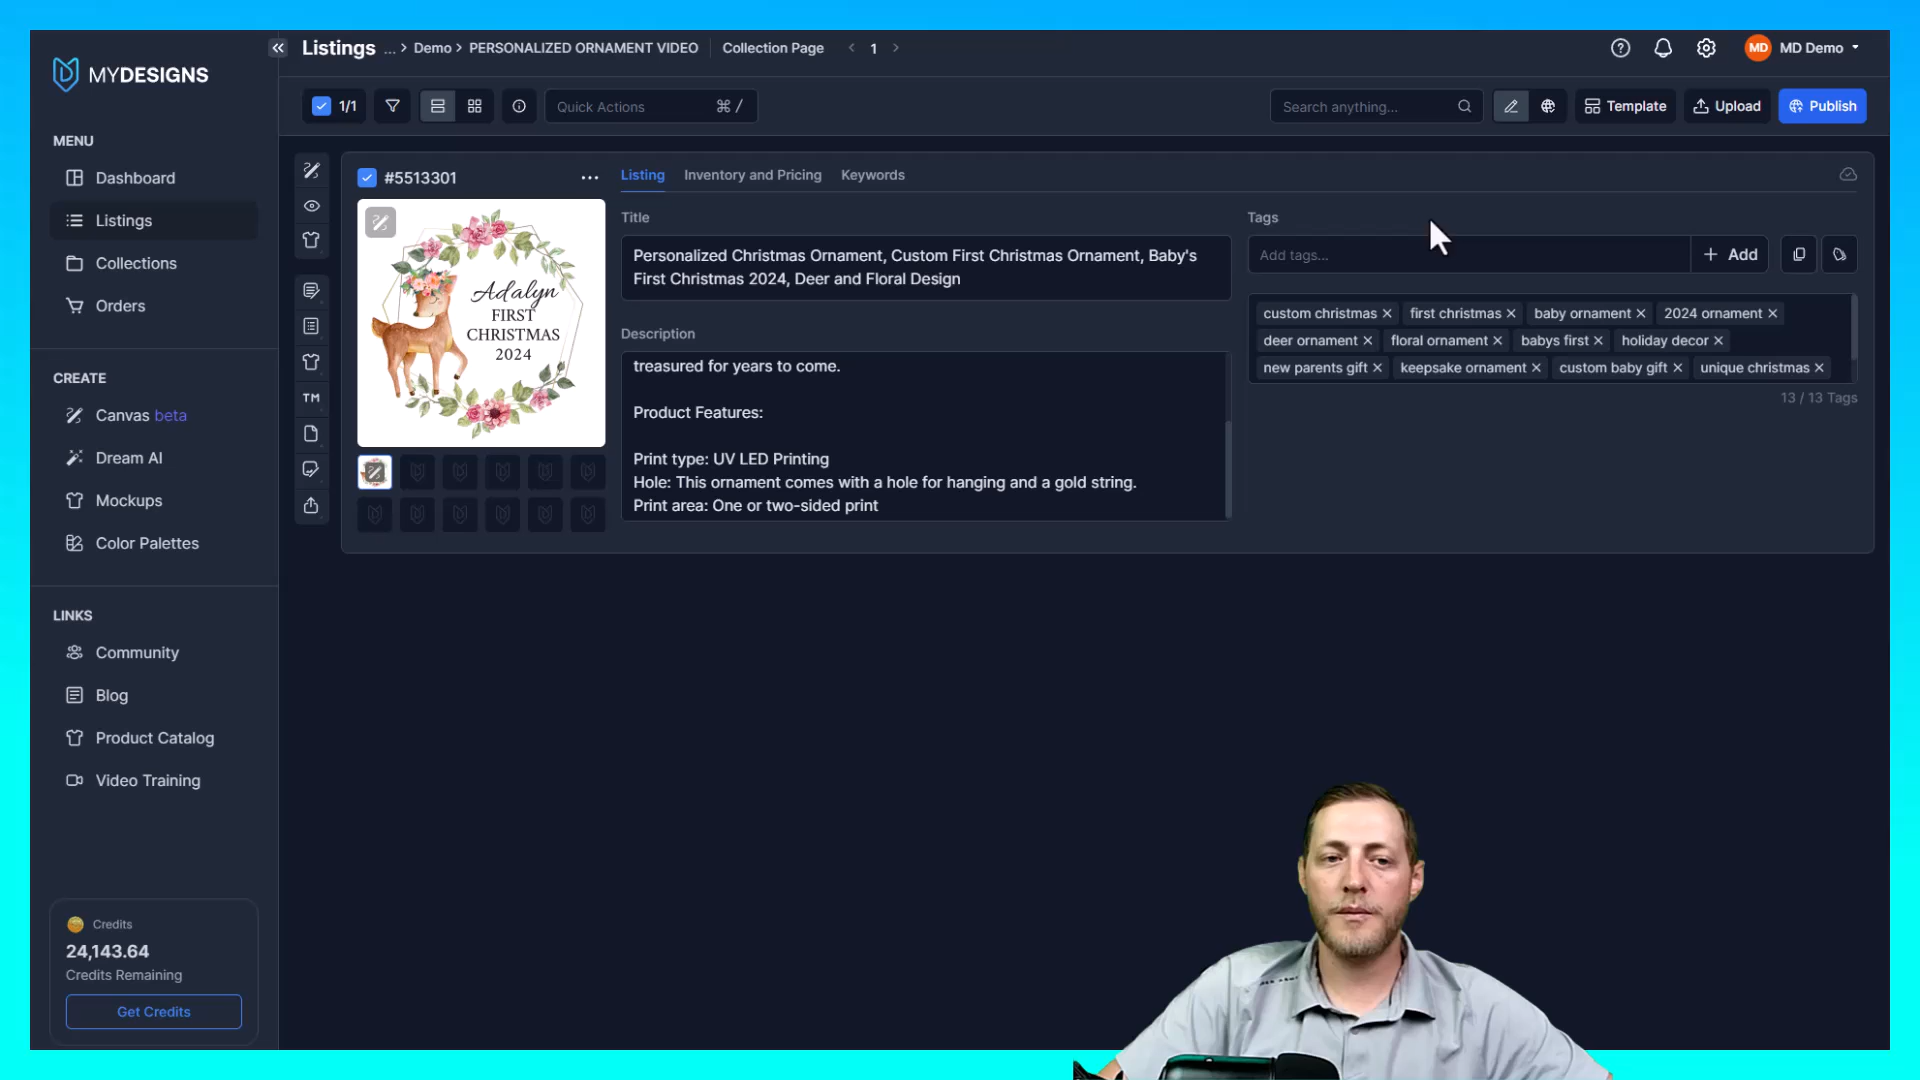 MYDESIGNS
MENU
Dashboard
Listings
Collections
Orders
CREATE
Canvas beta
Dream AI
Mockups
Color Palettes
LINKS
Community
Blog
Product Catalog
Video Training
Credits
24,143.64
Credits Remaining
Get Credits
Listings ... > Demo > PERSONALIZED ORNAMENT VIDEO Collection Page < 1 >
MD MD Demo
1/1 Quick Actions ⌘ / Search anything... Template Upload Publish
#5513301 ...
Adalyn
FIRST
CHRISTMAS
2024
TM
Listing Inventory and Pricing Keywords
Title
Personalized Christmas Ornament, Custom First Christmas Ornament, Baby's
First Christmas 2024, Deer and Floral Design
Description
treasured for years to come.
Product Features:
Print type: UV LED Printing
Hole: This ornament comes with a hole for hanging and a gold string.
Print area: One or two-sided print
Tags
Add tags... + Add
custom christmas × first christmas × baby ornament × 2024 ornament ×
deer ornament × floral ornament × babys first × holiday decor ×
new parents gift × keepsake ornament × custom baby gift × unique christmas ×
13 / 13 Tags